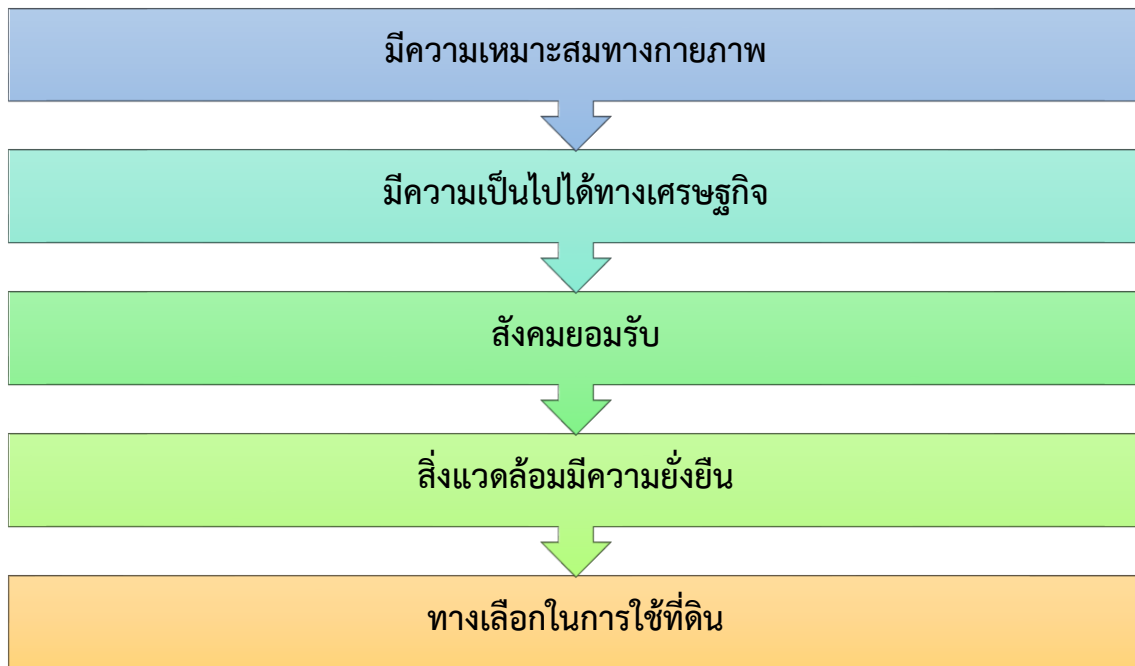 มีความเหมาะสมทางกายภาพ
มีความเป็นไปได้ทางเศรษฐกิจ
สังคมยอมรับ
สิ่งแวดล้อมมีความยั่งยืน
ทางเลือกในการใช้ที่ดิน